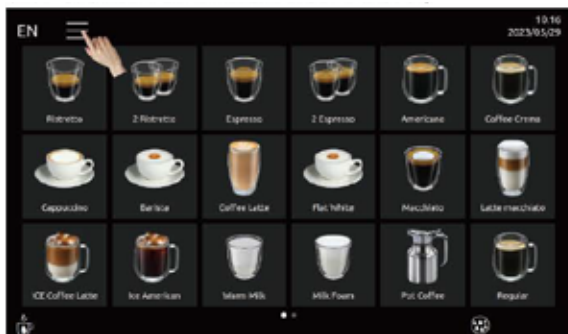 EN
10:16
2023/05/29
Ristretto
2 Ristretto
Espresso
2 Espresso
Americano
Coffee Crema
Cappuccino
Barista
Coffee Latte
Flat White
Macchiato
Latte macchiato
ICE Coffee Latte
Ice American
Warm Milk
Milk Foam
Pot Coffee
Regular